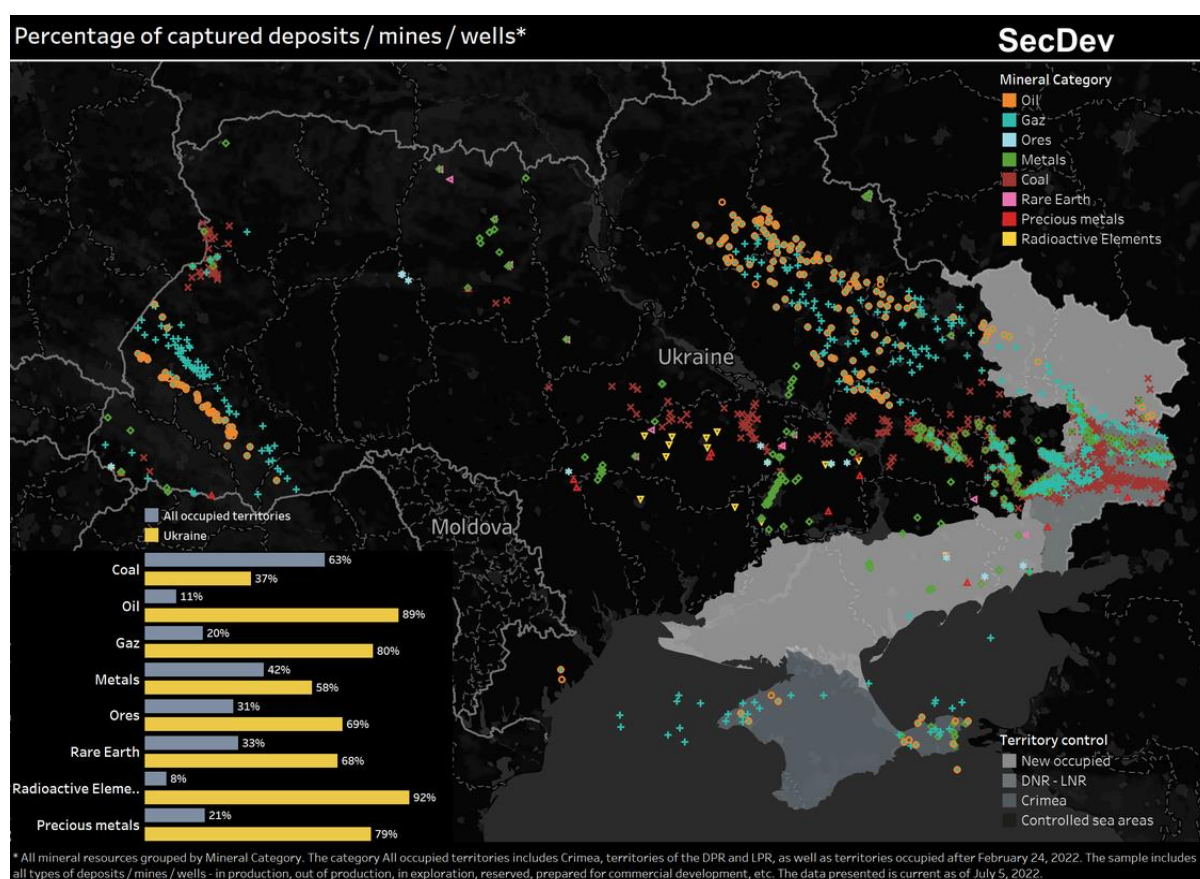 Percentage of captured deposits / mines / wells*
SecDev
Mineral Category
Oil
Gaz
Ores
Metals
Coal
Rare Earth
Precious metals
Radioactive Elements
Ukraine
Moldova
All occupied territories
Ukraine
Coal
63%
37%
Oil
11%
89%
Gaz
20%
80%
Metals
42%
58%
Ores
31%
69%
Rare Earth
33%
68%
Radioactive Eleme..
8%
92%
Precious metals
21%
79%
Territory control
New occupied
DNR - LNR
Crimea
Controlled sea areas
* All mineral resources grouped by Mineral Category. The category All occupied territories includes Crimea, territories of the DPR and LPR, as well as territories occupied after February 24, 2022. The sample includes
all types of deposits / mines / wells - in production, out of production, in exploration, reserved, prepared for commercial development, etc. The data presented is current as of July 5, 2022.